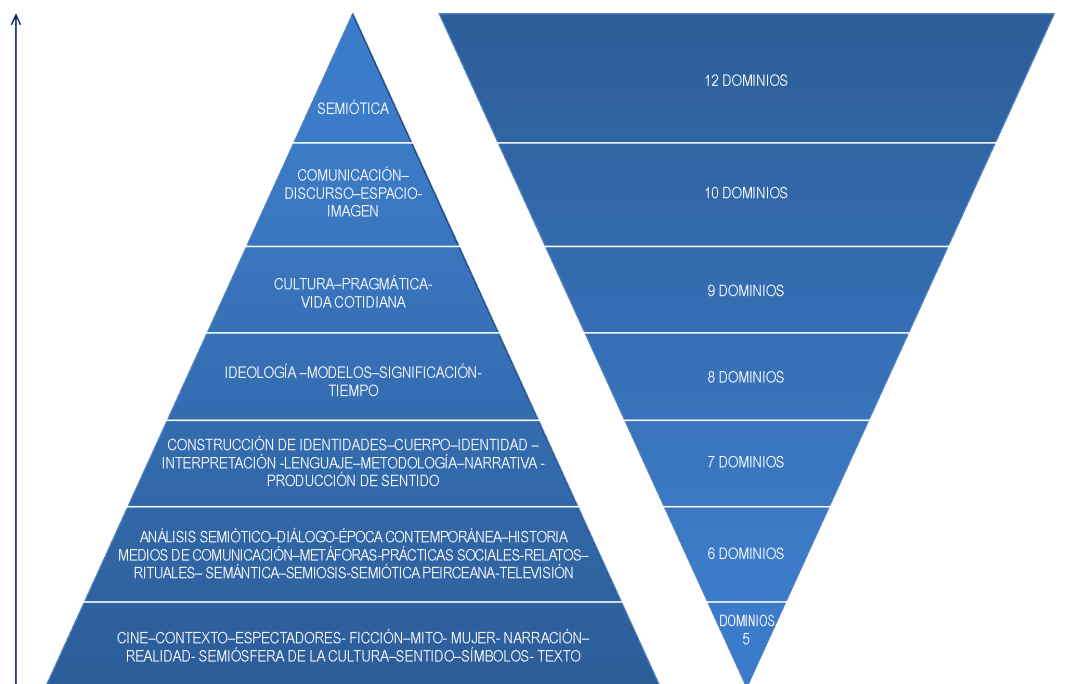 SEMIÓTICA
COMUNICACIÓN–
DISCURSO–ESPACIO-
IMAGEN
CULTURA–PRAGMÁTICA-
VIDA COTIDIANA
IDEOLOGÍA –MODELOS–SIGNIFICACIÓN-
TIEMPO
CONSTRUCCIÓN DE IDENTIDADES–CUERPO–IDENTIDAD –
INTERPRETACIÓN -LENGUAJE–METODOLOGÍA–NARRATIVA -
PRODUCCIÓN DE SENTIDO
ANÁLISIS SEMIÓTICO–DIÁLOGO-ÉPOCA CONTEMPORÁNEA–HISTORIA
MEDIOS DE COMUNICACIÓN–METÁFORAS-PRÁCTICAS SOCIALES-RELATOS–
RITUALES– SEMÁNTICA–SEMIOSIS-SEMIÓTICA PEIRCEANA-TELEVISIÓN
CINE–CONTEXTO–ESPECTADORES- FICCIÓN–MITO- MUJER- NARRACIÓN–
REALIDAD- SEMIÓSFERA DE LA CULTURA–SENTIDO–SÍMBOLOS- TEXTO
12 DOMINIOS
10 DOMINIOS
9 DOMINIOS
8 DOMINIOS
7 DOMINIOS
6 DOMINIOS
DOMINIOS
5